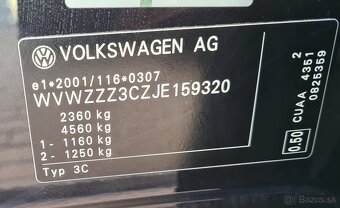 VOLKSWAGEN AG
e1*2001/116*0307
WVWZZZ3CZJE159320
2360 kg
4560 kg
1- 1160 kg
2- 1250 kg
Typ 3C
0,50
CUAA 4351 2
0825359
bazos.sk